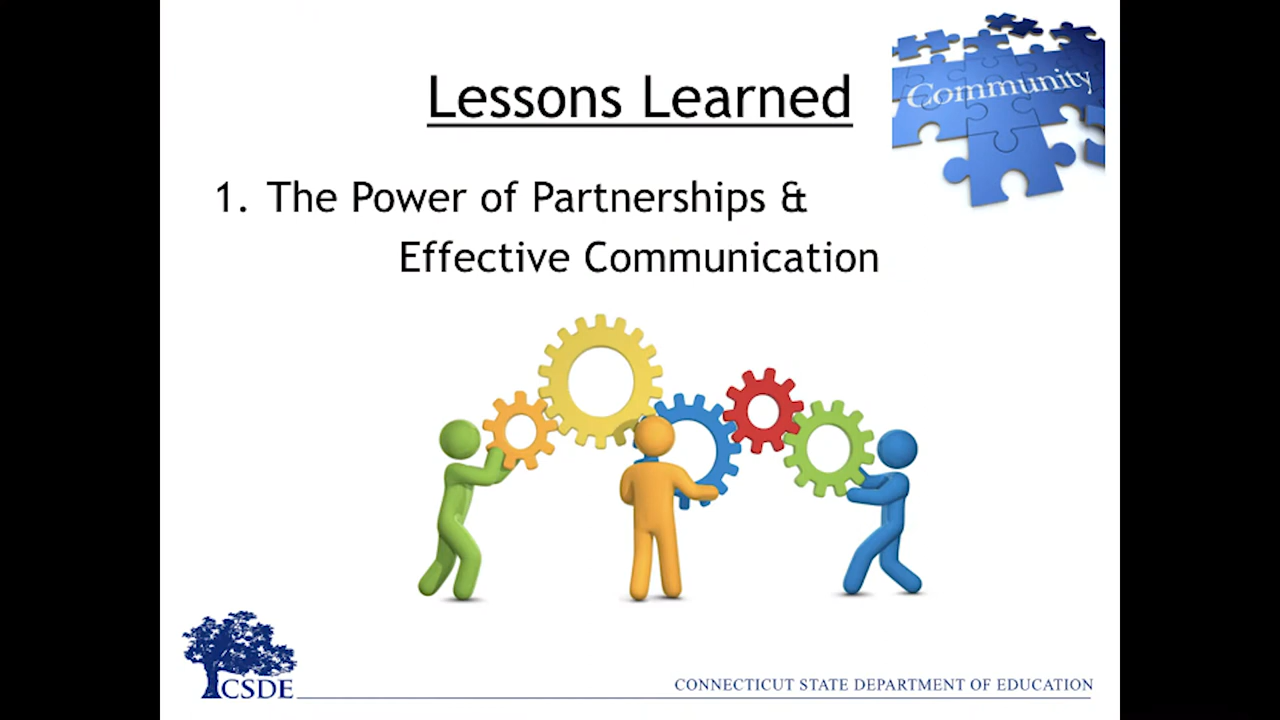 Community
Lessons Learned
1. The Power of Partnerships &
Effective Communication
CSDE
CONNECTICUT STATE DEPARTMENT OF EDUCATION